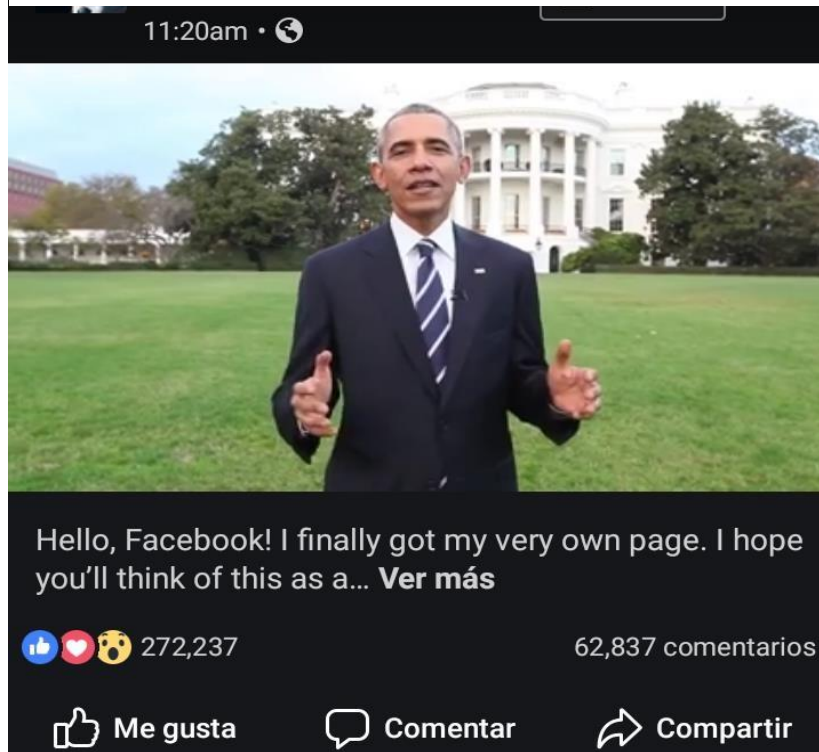 11:20am •
Hello, Facebook! I finally got my very own page. I hope
you'll think of this as a... Ver más
272,237
62,837 comentarios
Me gusta
Comentar
Compartir